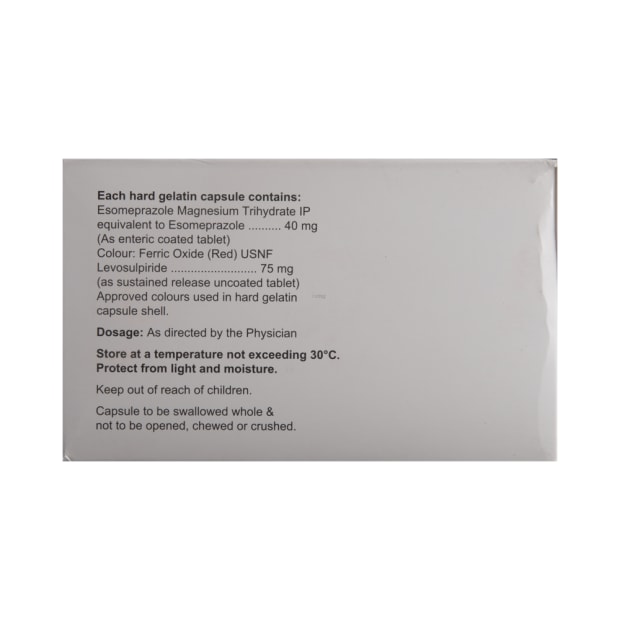 Each hard gelatin capsule contains:
Esomeprazole Magnesium Trihydrate IP
equivalent to Esomeprazole .......... 40 mg
(As enteric coated tablet)
Colour: Ferric Oxide (Red) USNF
Levosulpiride .......................... 75 mg
(as sustained release uncoated tablet)
Approved colours used in hard gelatin
capsule shell.
Dosage: As directed by the Physician
Store at a temperature not exceeding 30°C.
Protect from light and moisture.
Keep out of reach of children.
Capsule to be swallowed whole &
not to be opened, chewed or crushed.